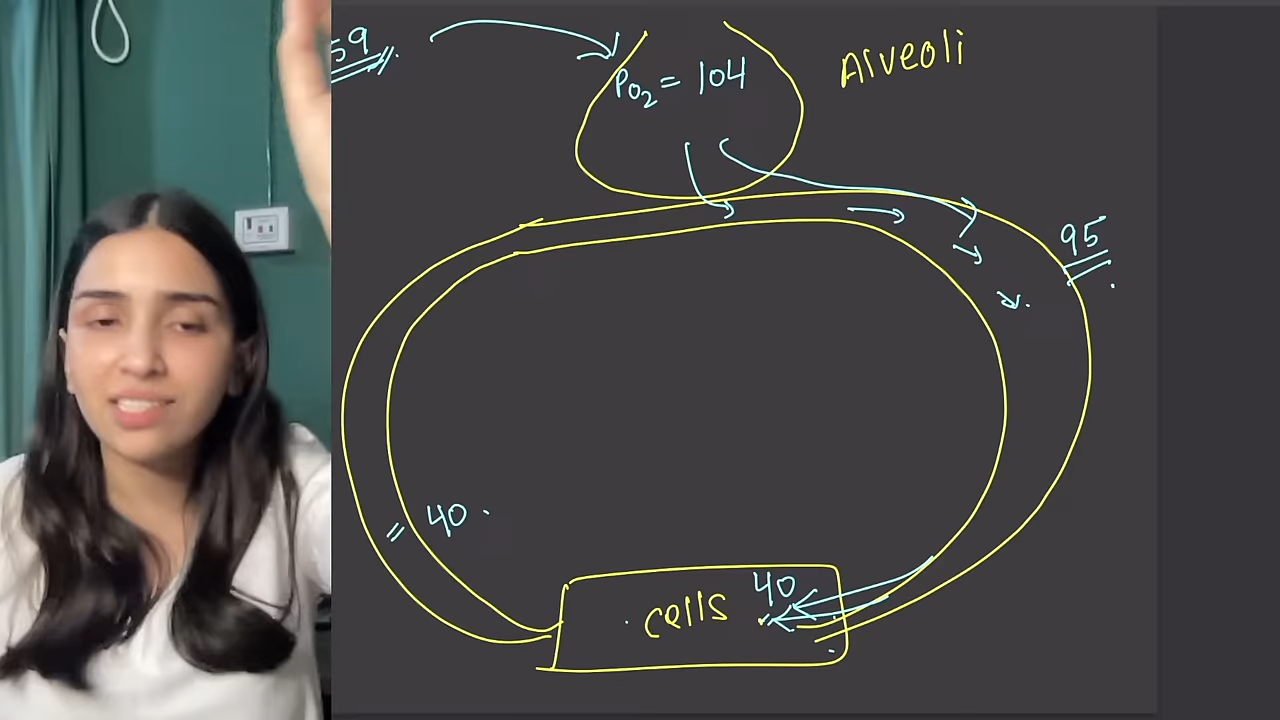 59
PO2 = 104
Alveoli
95
= 40
40
cells